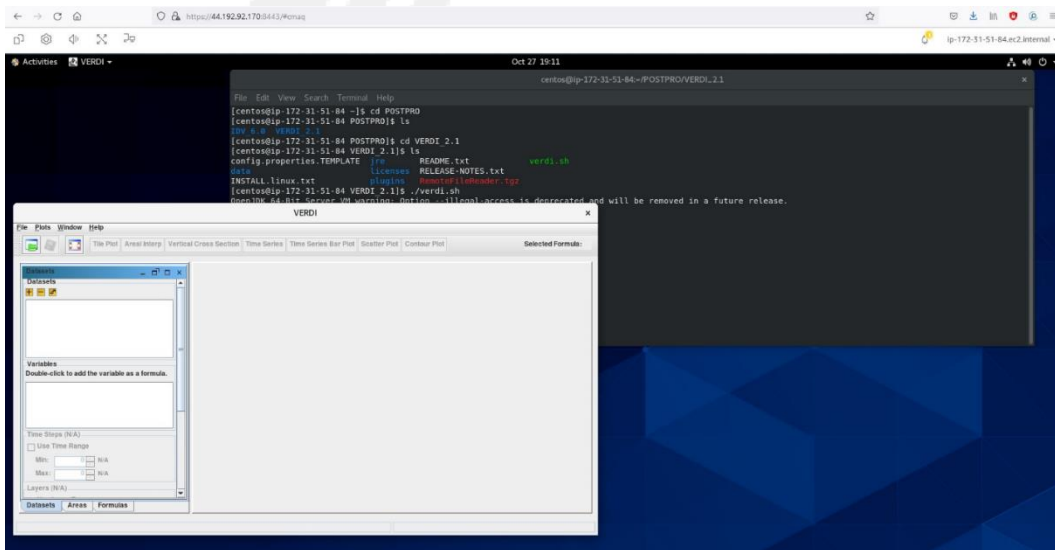 https://44.192.92.170:8443/#cmaq
ip-172-31-51-84.ec2.internal
Activities VERDI Oct 27 19:11
centos@ip-172-31-51-84:~/POSTPRO/VERDI_2.1
File Edit View Search Terminal Help
[centos@ip-172-31-51-84 ~]$ cd POSTPRO
[centos@ip-172-31-51-84 POSTPRO]$ ls
IDV_6.0 VERDI_2.1
[centos@ip-172-31-51-84 POSTPRO]$ cd VERDI_2.1
[centos@ip-172-31-51-84 VERDI_2.1]$ ls
config.properties.TEMPLATE jre README.txt verdi.sh
data licenses RELEASE-NOTES.txt
INSTALL.linux.txt plugins RemoteFileReader.tgz
[centos@ip-172-31-51-84 VERDI_2.1]$ ./verdi.sh
OpenJDK 64-Bit Server VM warning: Option --illegal-access is deprecated and will be removed in a future release.
VERDI
File Plots Window Help
Tile Plot Areal Interp Vertical Cross Section Time Series Time Series Bar Plot Scatter Plot Contour Plot Selected Formula:
Datasets
Datasets
Variables
Double-click to add the variable as a formula.
Time Steps (N/A)
Use Time Range
Min: 0 N/A
Max: 0 N/A
Layers (N/A)
Datasets Areas Formulas